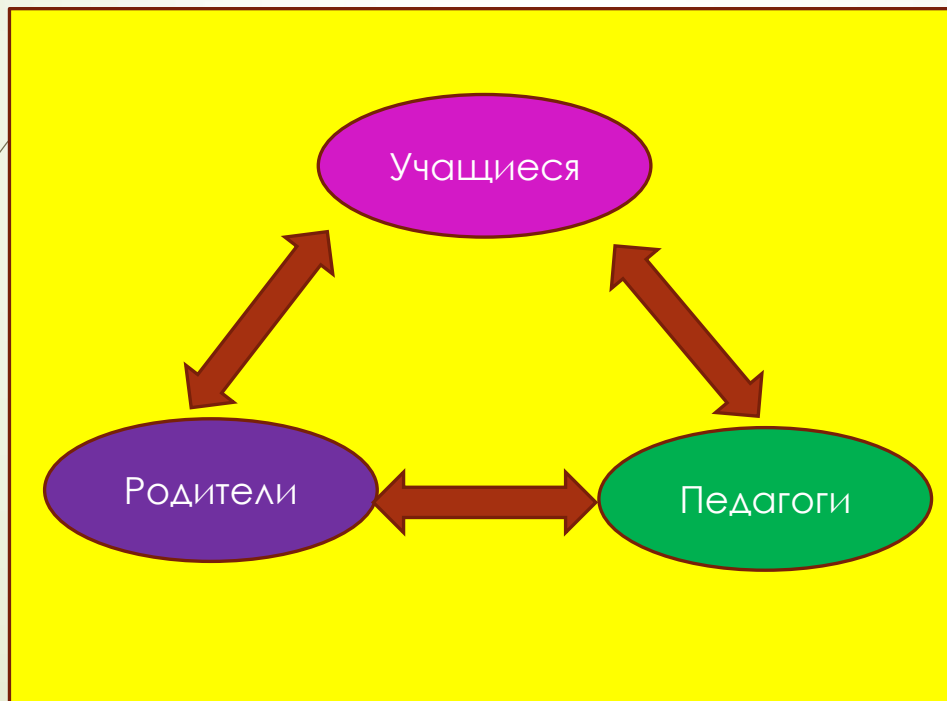 Учащиеся
Родители
Педагоги